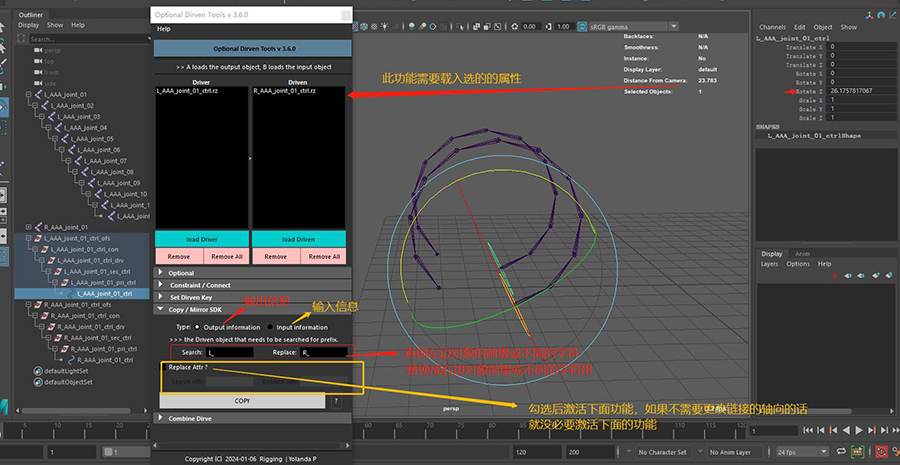 Outliner
Display Show Help
Search...
persp
top
front
side
L_AAA_joint_01
L_AAA_joint_02
L_AAA_joint_03
L_AAA_joint_04
L_AAA_joint_05
L_AAA_joint_06
L_AAA_joint_07
L_AAA_joint_08
L_AAA_joint_09
L_AAA_joint_10
L_AAA_joint_1
L_AAA_joint
R_AAA_joint_01
L_AAA_joint_01_ctrl_ofs
L_AAA_joint_01_ctrl_con
L_AAA_joint_01_ctrl_drv
L_AAA_joint_01_sec_ctrl
L_AAA_joint_01_pri_ctrl
L_AAA_joint_01_ctrl
R_AAA_joint_01_ctrl_ofs
R_AAA_joint_01_ctrl_con
R_AAA_joint_01_ctrl_drv
R_AAA_joint_01_sec_ctrl
R_AAA_joint_01_pri_ctrl
R_AAA_joint_01_ctrl
defaultLightSet
defaultObjectSet
Optional Dirven Tools v 3.6.0
Help
Optional Dirven Tools v 3.6.0
>> A loads the output object, B loads the input object
Driver Driven
L_AAA_joint_01_ctrl.rz R_AAA_joint_01_ctrl.rz
load Driver load Driven
Remove Remove All Remove Remove All
Optional
Constraint / Connect
Set Dirven Key
Copy / Mirror SDK
输出信息
输入信息
Type: Output information Input information
>>> the Driven object that needs to be searched for prefix.
Search: L_ Replace: R_
Replace Attr ?
COPY ?
Combine Dirve
Copyright (C) 2024-01-06 Rigging | Yolanda P
0.00 1.00 sRGB gamma
Backfaces: N/A
Smoothness: N/A
Instance: No
Display Layer: default
Distance From Camera: 23.783
Selected Objects: 1
此功能需要载入选的的属性
勾选后激活下面功能，如果不需要更改链接的轴向的话
就没必要激活下面的功能
persp
Channels Edit Object Show
L_AAA_joint_01_ctrl
Translate X 0
Translate Y 0
Translate Z 0
Rotate X 0
Rotate Y 0
Rotate Z 26.1757817067
Scale X 1
Scale Y 1
Scale Z 1
SHAPES
L_AAA_joint_01_ctrlShape
Display Anim
Layers Options Help
5 10 15
1 1
120 200 No Character Set No Anim Layer 24 fps